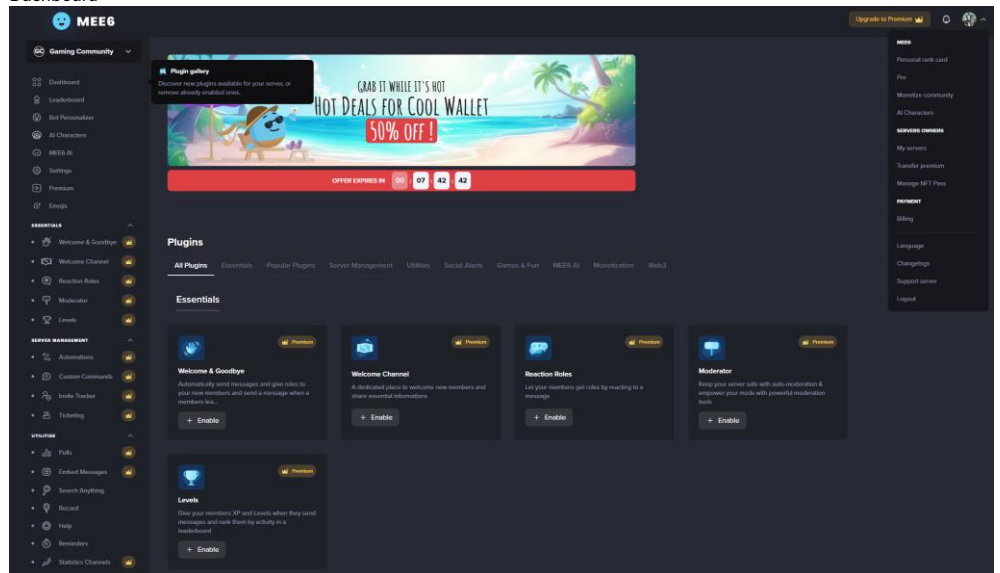 Dashboard
MEE6
Upgrade to Premium
GC Gaming Community
Dashboard
Leaderboard
Bot Personalizer
AI Characters
MEE6 AI
Settings
Premium
Emojis
ESSENTIALS
Welcome & Goodbye
Welcome Channel
Reaction Roles
Moderator
Levels
SERVER MANAGEMENT
Automations
Custom Commands
Invite Tracker
Ticketing
UTILITIES
Polls
Embed Messages
Search Anything
Record
Help
Reminders
Statistics Channels
Plugin gallery
Discover new plugins available for your server, or
remove already enabled ones.
GRAB IT WHILE IT'S HOT
HOT DEALS FOR COOL WALLET
50% OFF !
OFFER EXPIRES IN 00 : 07 : 42 : 42
Plugins
All Plugins Essentials Popular Plugins Server Management Utilities Social Alerts Games & Fun MEE6 AI Monetization Web3
Essentials
Premium
Welcome & Goodbye
Automatically send messages and give roles to
your new members and send a message when a
members lea...
+ Enable
Premium
Welcome Channel
A dedicated place to welcome new members and
share essential informations
+ Enable
Premium
Reaction Roles
Let your members get roles by reacting to a
message
+ Enable
Premium
Moderator
Keep your server safe with auto-moderation &
empower your mods with powerful moderation
tools
+ Enable
Premium
Levels
Give your members XP and Levels when they send
messages and rank them by activity in a
leaderboard
+ Enable
MEE6
Personal rank card
Pro
Monetize community
AI Characters
SERVERS OWNERS
My servers
Transfer premium
Manage NFT Pass
PAYMENT
Billing
Language
Changelogs
Support server
Logout